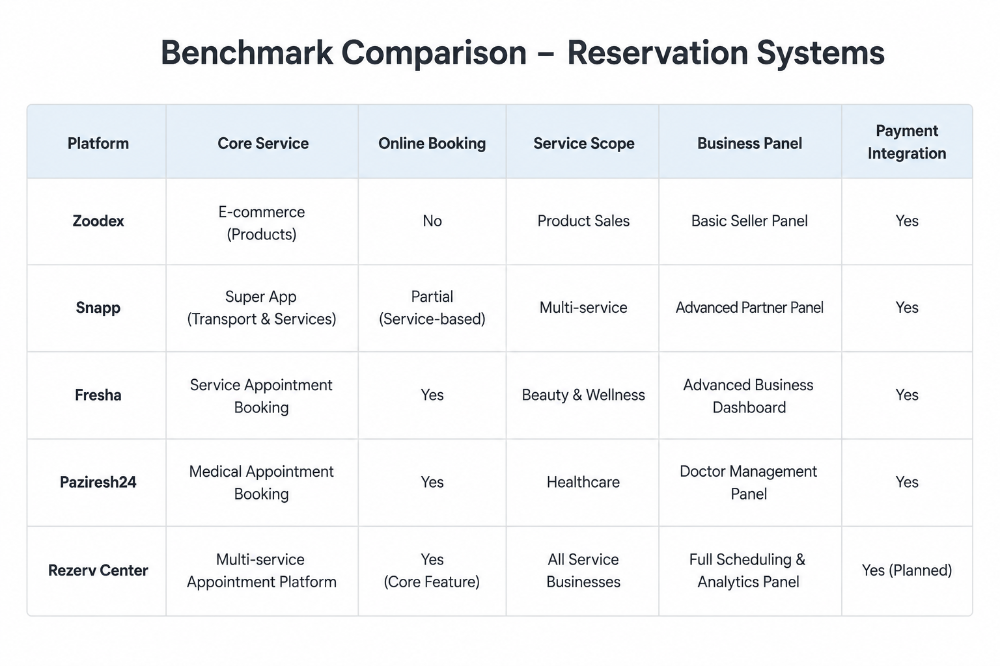 Benchmark Comparison – Reservation Systems
Platform
Core Service
Online Booking
Service Scope
Business Panel
Payment
Integration
Zoodex
E-commerce
(Products)
No
Product Sales
Basic Seller Panel
Yes
Snapp
Super App
(Transport & Services)
Partial
(Service-based)
Multi-service
Advanced Partner Panel
Yes
Fresha
Service Appointment
Booking
Yes
Beauty & Wellness
Advanced Business
Dashboard
Yes
Paziresh24
Medical Appointment
Booking
Yes
Healthcare
Doctor Management
Panel
Yes
Rezerv Center
Multi-service
Appointment Platform
Yes
(Core Feature)
All Service
Businesses
Full Scheduling &
Analytics Panel
Yes (Planned)